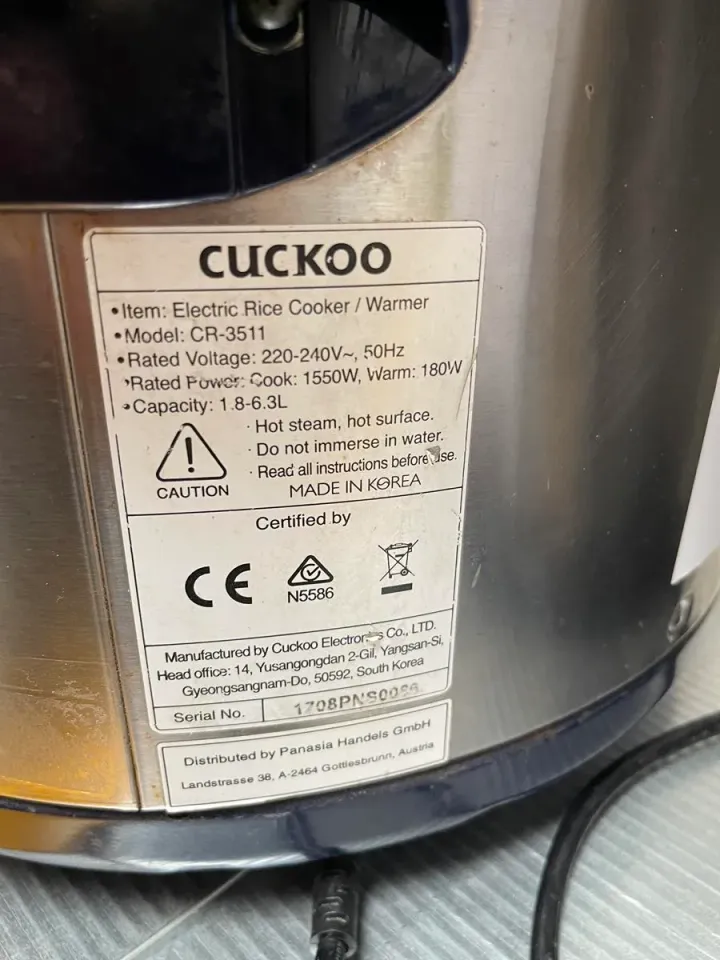 CUCKOO
•Item: Electric Rice Cooker / Warmer
•Model: CR-3511
•Rated Voltage: 220-240V~, 50Hz
•Rated Power: Cook: 1550W, Warm: 180W
•Capacity: 1.8-6.3L
· Hot steam, hot surface.
· Do not immerse in water.
· Read all instructions before use.
CAUTION
MADE IN KOREA
Certified by
CE
N5586
Manufactured by Cuckoo Electronics Co., LTD.
Head office: 14, Yusangongdan 2-Gil, Yangsan-Si,
Gyeongsangnam-Do, 50592, South Korea
Serial No.
Distributed by Panasia Handels GmbH
Landstrasse 38, A-2464 Gottlesbrunn, Austria